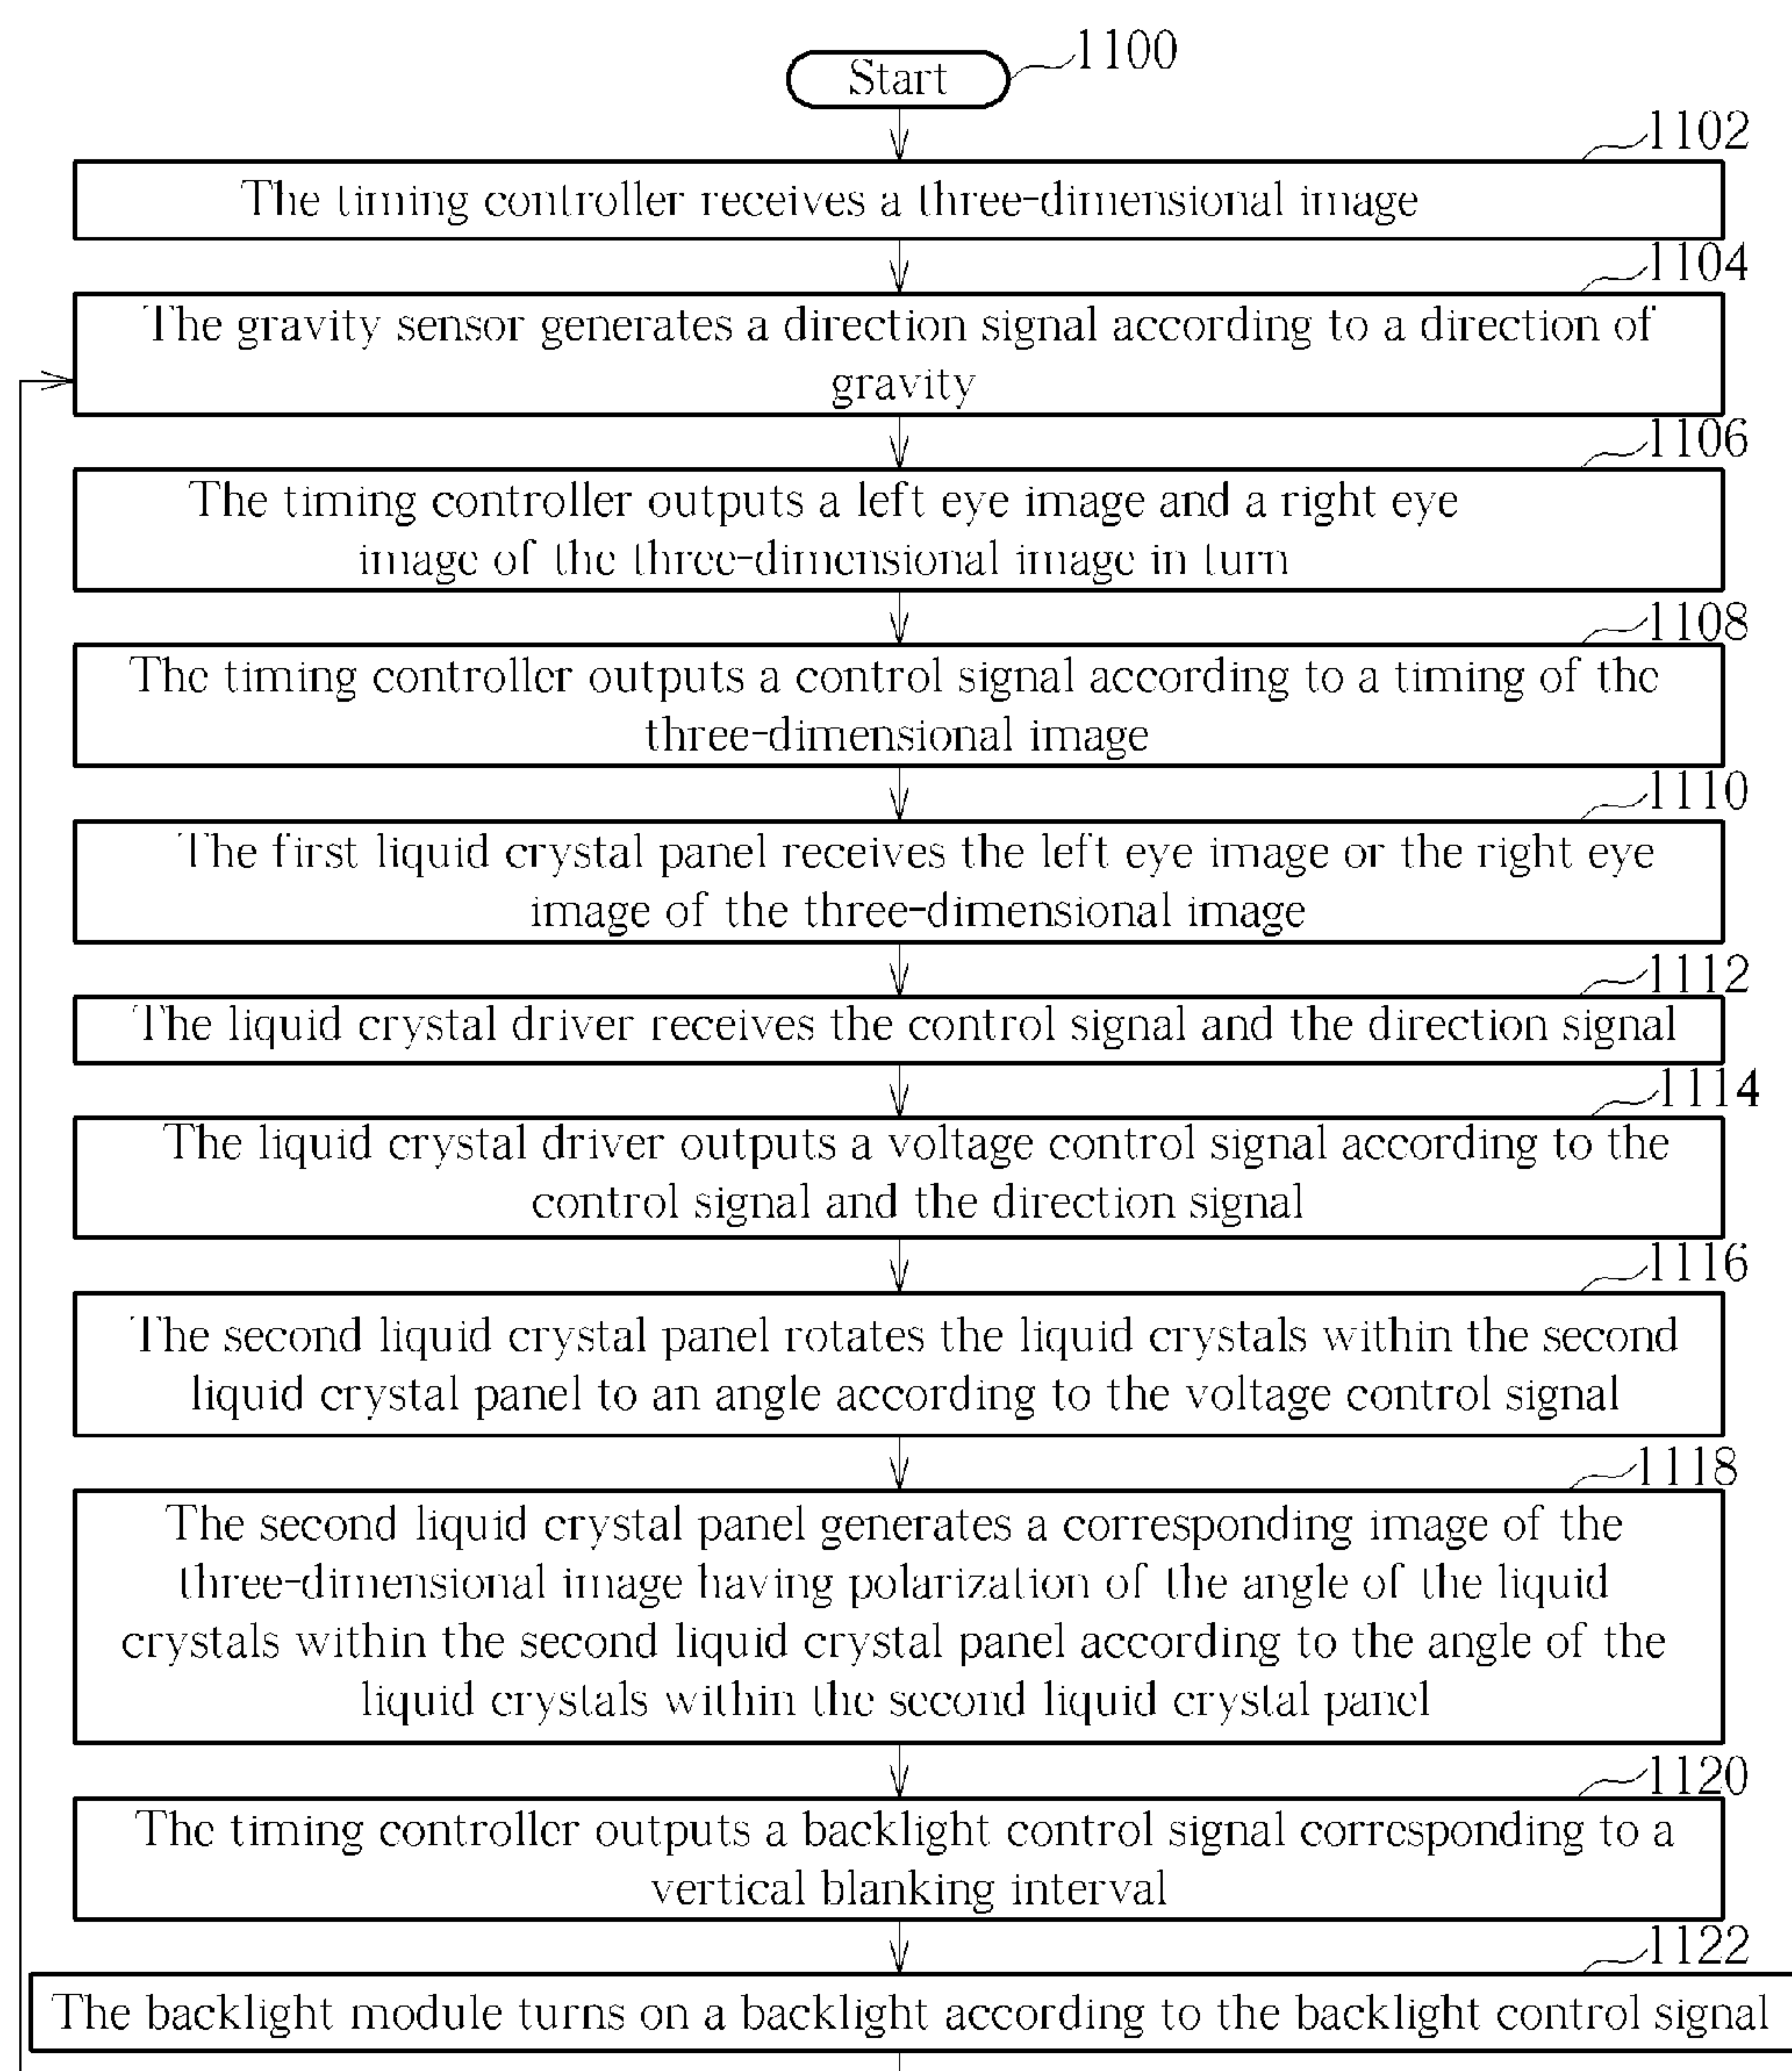 1100
Start
1102
The timing controller receives a three-dimensional image
1104
The gravity sensor generates a direction signal according to a direction of
gravity
1106
The timing controller outputs a left eye image and a right eye
image of the three-dimensional image in turn
1108
The timing controller outputs a control signal according to a timing of the
three-dimensional image
1110
The first liquid crystal panel receives the left eye image or the right eye
image of the three-dimensional image
1112
The liquid crystal driver receives the control signal and the direction signal
1114
The liquid crystal driver outputs a voltage control signal according to the
control signal and the direction signal
1116
The second liquid crystal panel rotates the liquid crystals within the second
liquid crystal panel to an angle according to the voltage control signal
1118
The second liquid crystal panel generates a corresponding image of the
three-dimensional image having polarization of the angle of the liquid
crystals within the second liquid crystal panel according to the angle of the
liquid crystals within the second liquid crystal panel
1120
The timing controller outputs a backlight control signal corresponding to a
vertical blanking interval
1122
The backlight module turns on a backlight according to the backlight control signal